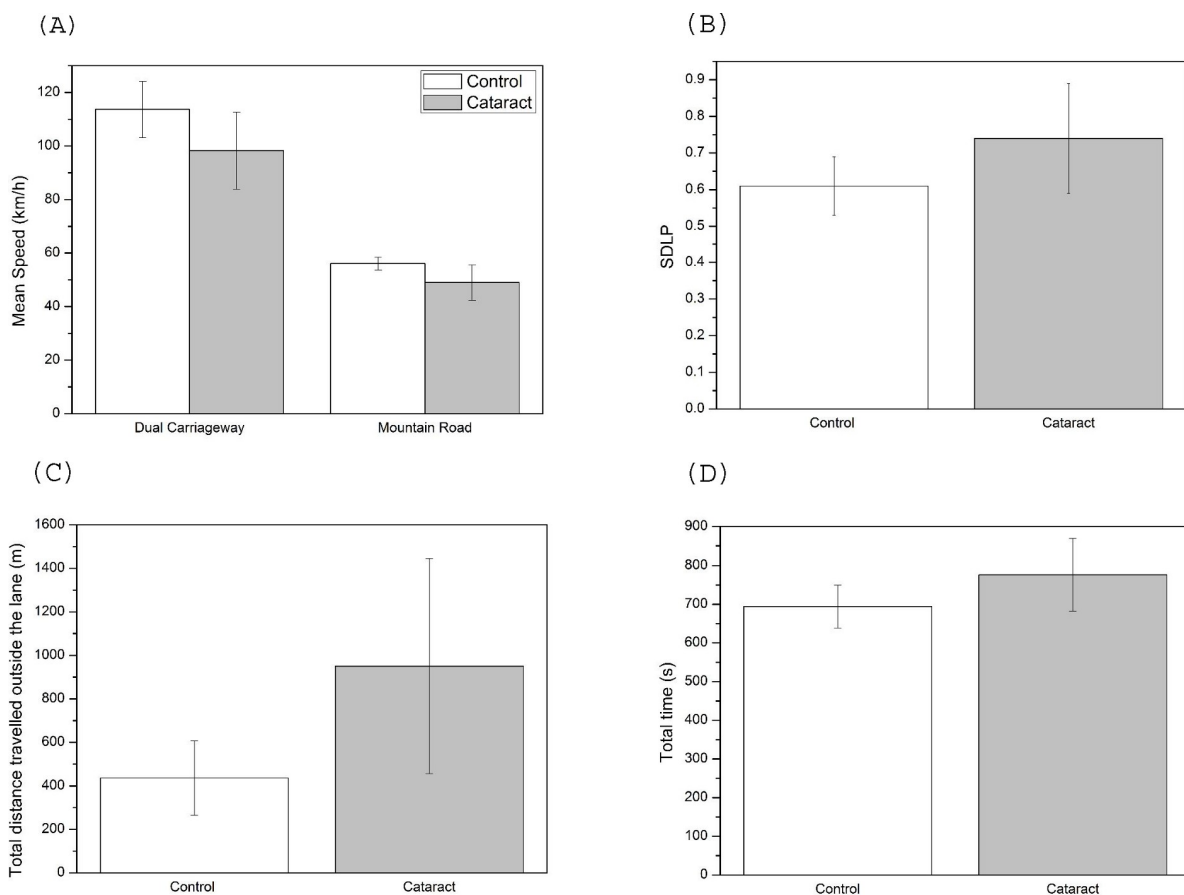 (A)
Mean Speed (km/h)
120
100
80
60
40
20
0
Control
Cataract
Dual Carriageway
Mountain Road
(B)
SDLP
0.9
0.8
0.7
0.6
0.5
0.4
0.3
0.2
0.1
0.0
Control
Cataract
(C)
Total distance travelled outside the lane (m)
1600
1400
1200
1000
800
600
400
200
0
Control
Cataract
(D)
Total time (s)
900
800
700
600
500
400
300
200
100
0
Control
Cataract